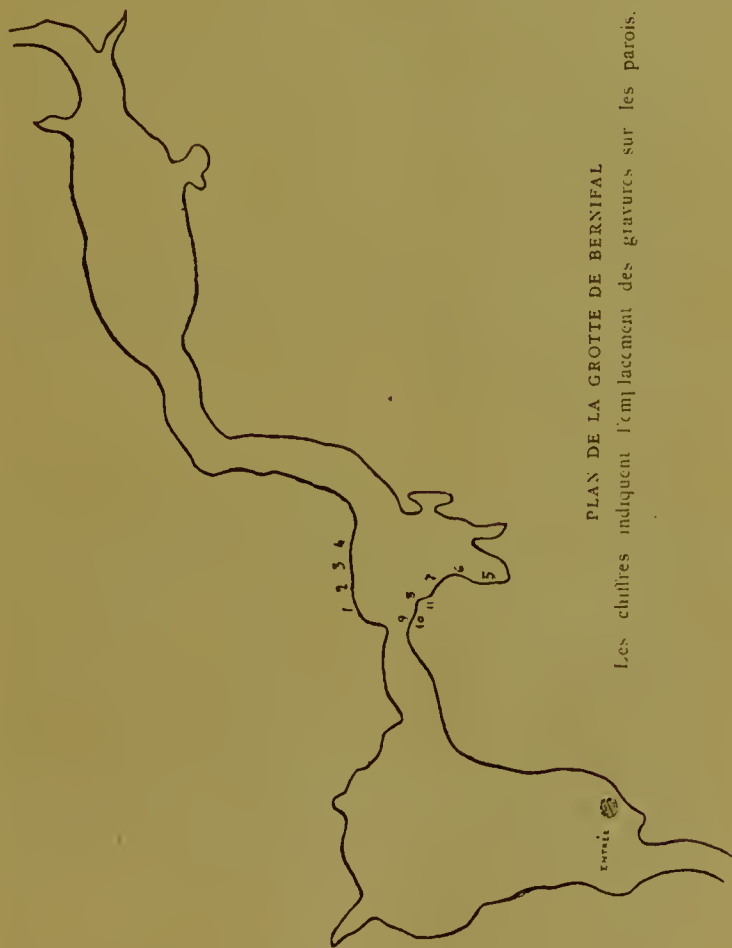 PLAN DE LA GROTTE DE BERNIFAL
Les chiffres indiquent l'emplacement des gravures sur les parois.
ENTRÉE
1 2 3 4
9 8 7 6 5
10 11